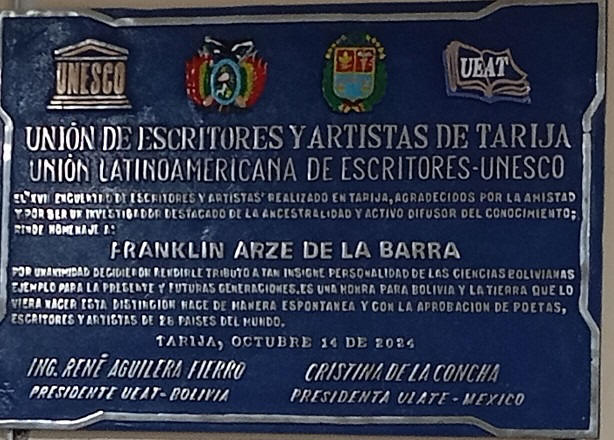 UNESCO
UEAT
UNIÓN DE ESCRITORES Y ARTISTAS DE TARIJA
UNIÓN LATINOAMERICANA DE ESCRITORES-UNESCO
EL "XVII ENCUENTRO DE ESCRITORES Y ARTISTAS" REALIZADO EN TARIJA, AGRADECIDOS POR LA AMISTAD
Y POR SER UN INVESTIGADOR DESTACADO DE LA ANCESTRALIDAD Y ACTIVO DIFUSOR DEL CONOCIMIENTO;
RINDE HOMENAJE A:
FRANKLIN ARZE DE LA BARRA
POR UNANIMIDAD DECIDIERON RENDIRLE TRIBUTO A TAN INSIGNE PERSONALIDAD DE LAS CIENCIAS BOLIVIANAS
EJEMPLO PARA LA PRESENTE Y FUTURAS GENERACIONES. ES UNA HONRA PARA BOLIVIA Y LA TIERRA QUE LO
VIERA NACER ESTA DISTINCION NACE DE MANERA ESPONTANEA Y CON LA APROBACION DE POETAS,
ESCRITORES Y ARTISTAS DE 28 PAISES DEL MUNDO.
TARIJA, OCTUBRE 14 DE 2024
ING. RENÉ AGUILERA FIERRO
CRISTINA DE LA CONCHA
PRESIDENTE UEAT- BOLIVIA
PRESIDENTA ULATE - MEXICO